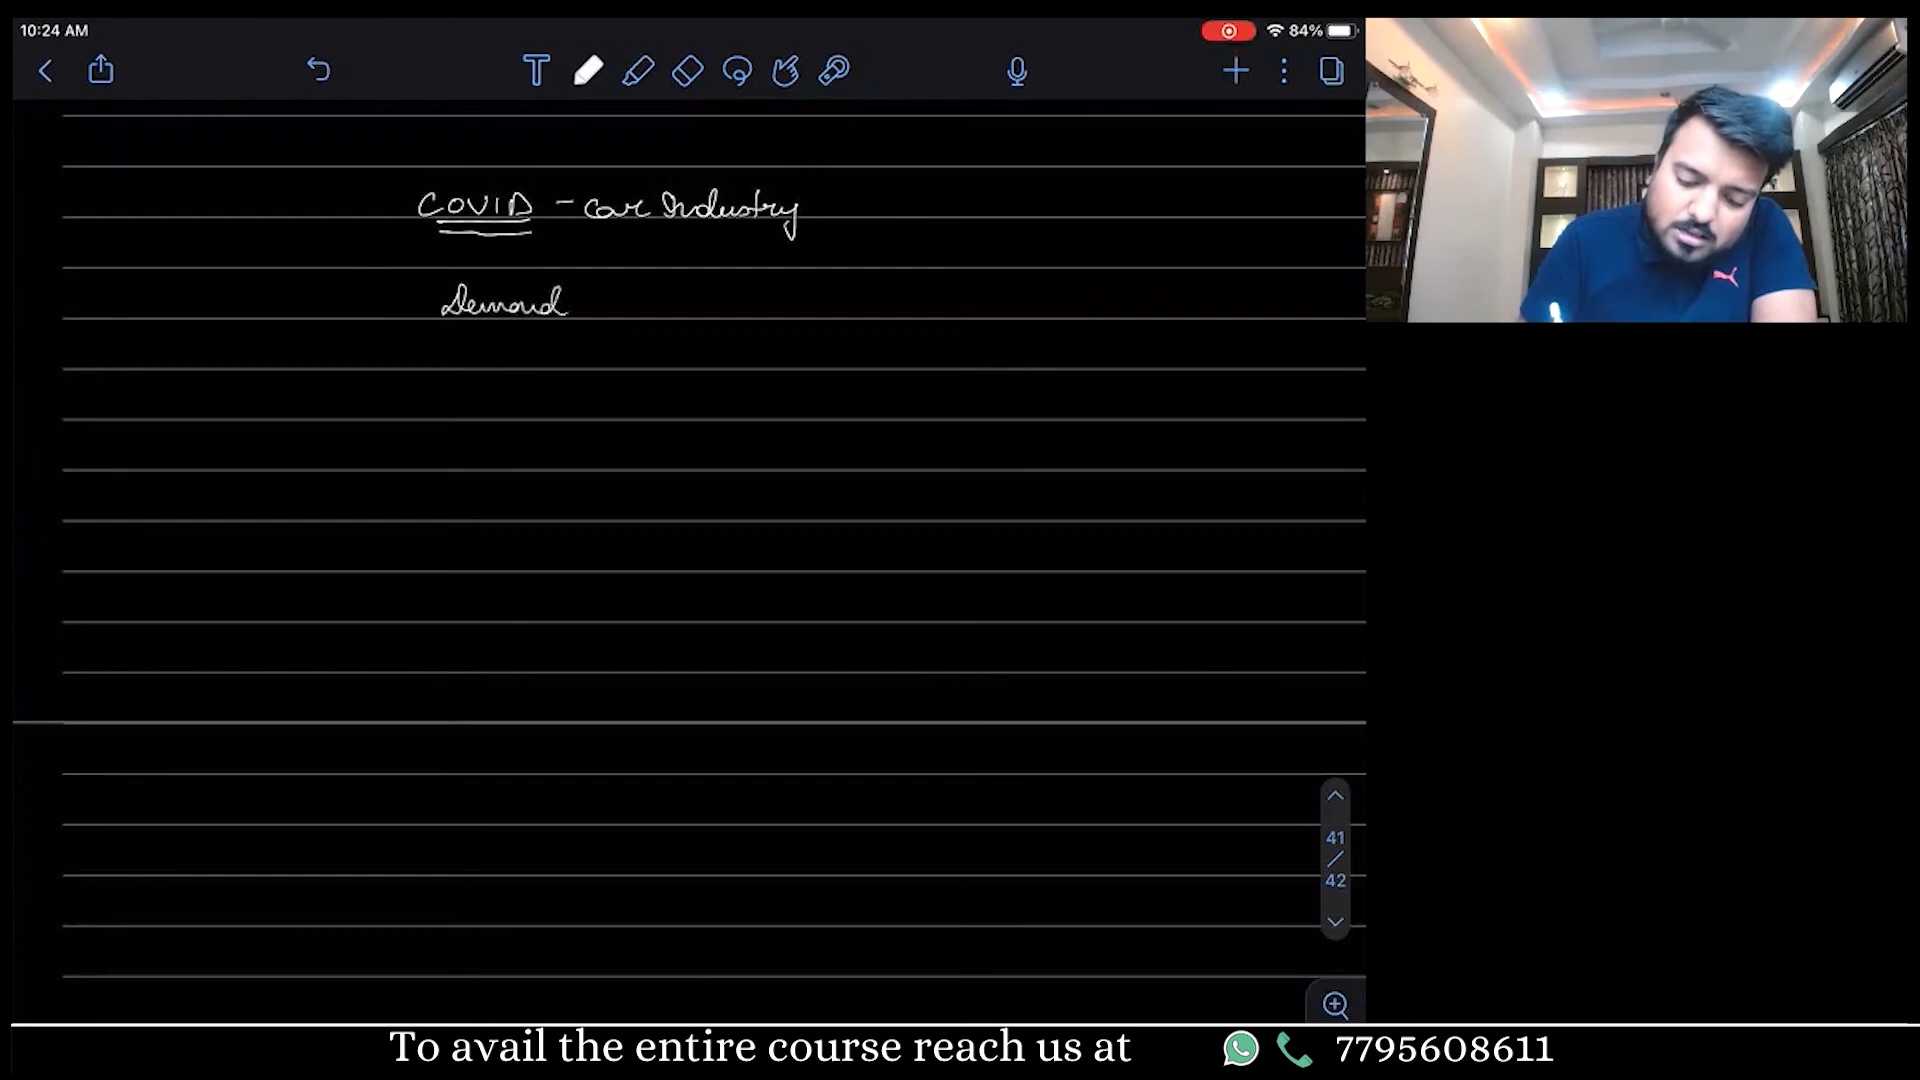 10:24 AM
84%
COVID - car Industry
Demand
41
/
42
To avail the entire course reach us at 7795608611